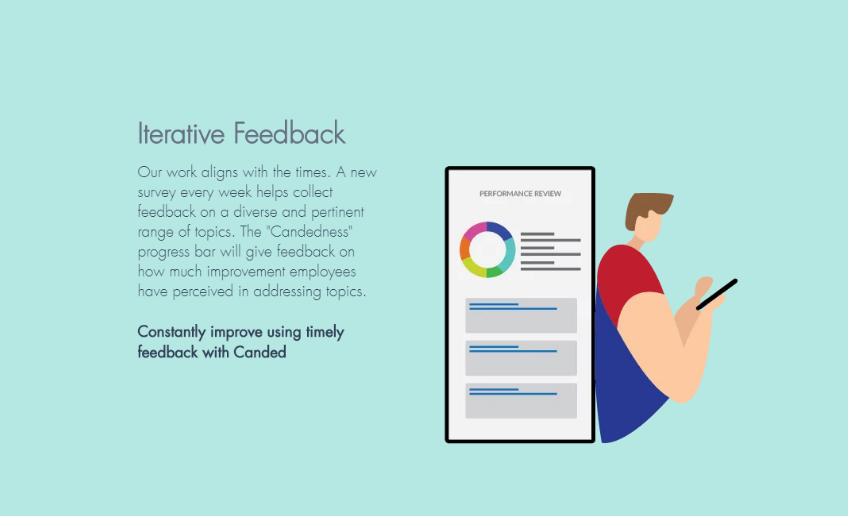 Iterative Feedback
Our work aligns with the times. A new
survey every week helps collect
feedback on a diverse and pertinent
range of topics. The "Candedness"
progress bar will give feedback on
how much improvement employees
have perceived in addressing topics.
Constantly improve using timely
feedback with Canded
PERFORMANCE REVIEW